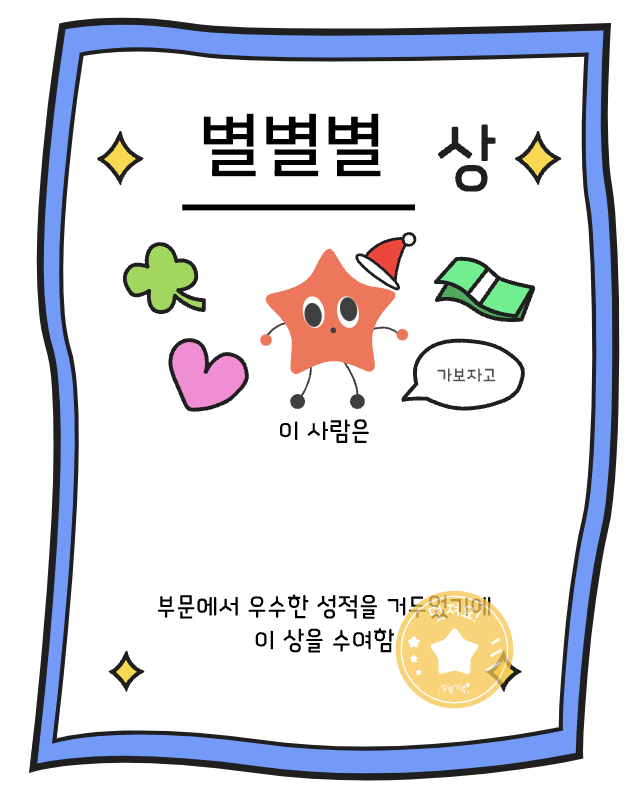 별별별 상
가보자고
이 사람은
부문에서 우수한 성적을 거두었기에
이 상을 수여함